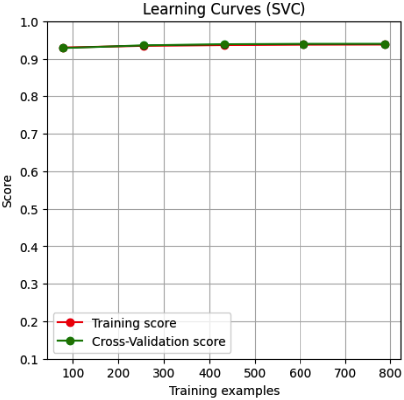 Learning Curves (SVC)
1.0
0.9
0.8
0.7
0.6
0.5
0.4
0.3
0.2
0.1
Score
Training score
Cross-Validation score
100 200 300 400 500 600 700 800
Training examples